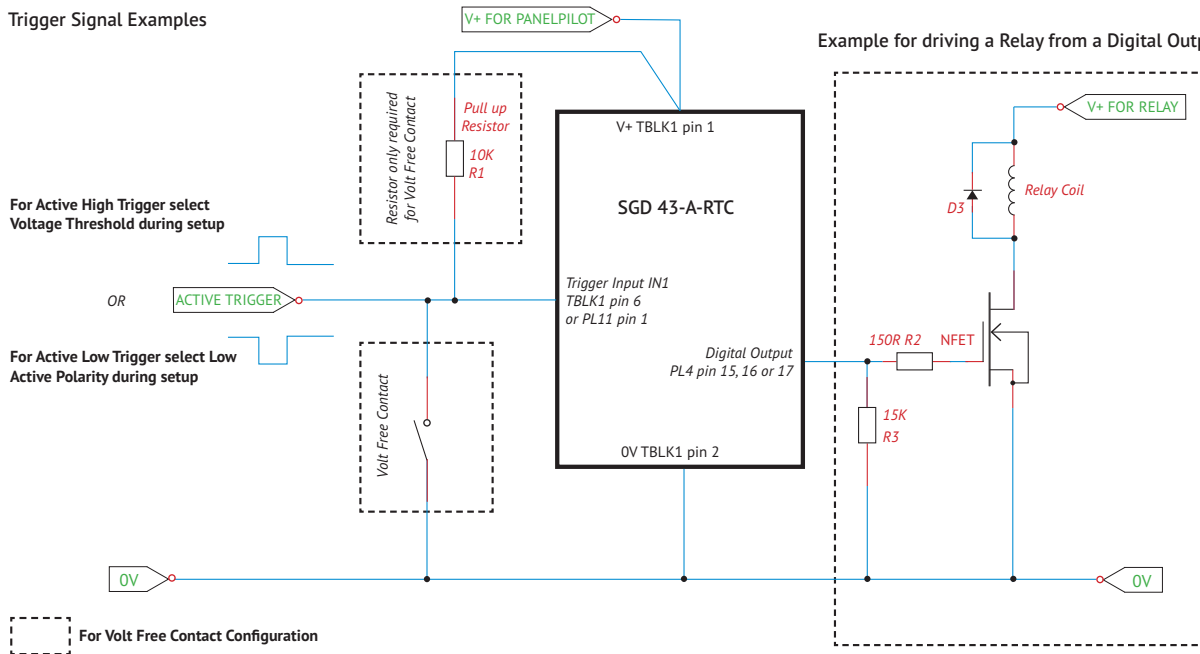 Trigger Signal Examples
V+ FOR PANELPILOT
Example for driving a Relay from a Digital Outp
Resistor only required
for Volt Free Contact
Pull up
Resistor
10K
R1
V+ TBLK1 pin 1
SGD 43-A-RTC
V+ FOR RELAY
D3
Relay Coil
For Active High Trigger select
Voltage Threshold during setup
OR
ACTIVE TRIGGER
Trigger Input IN1
TBLK1 pin 6
or PL11 pin 1
For Active Low Trigger select Low
Active Polarity during setup
Digital Output
PL4 pin 15, 16 or 17
150R R2
NFET
Volt Free Contact
15K
R3
0V TBLK1 pin 2
0V
0V
For Volt Free Contact Configuration